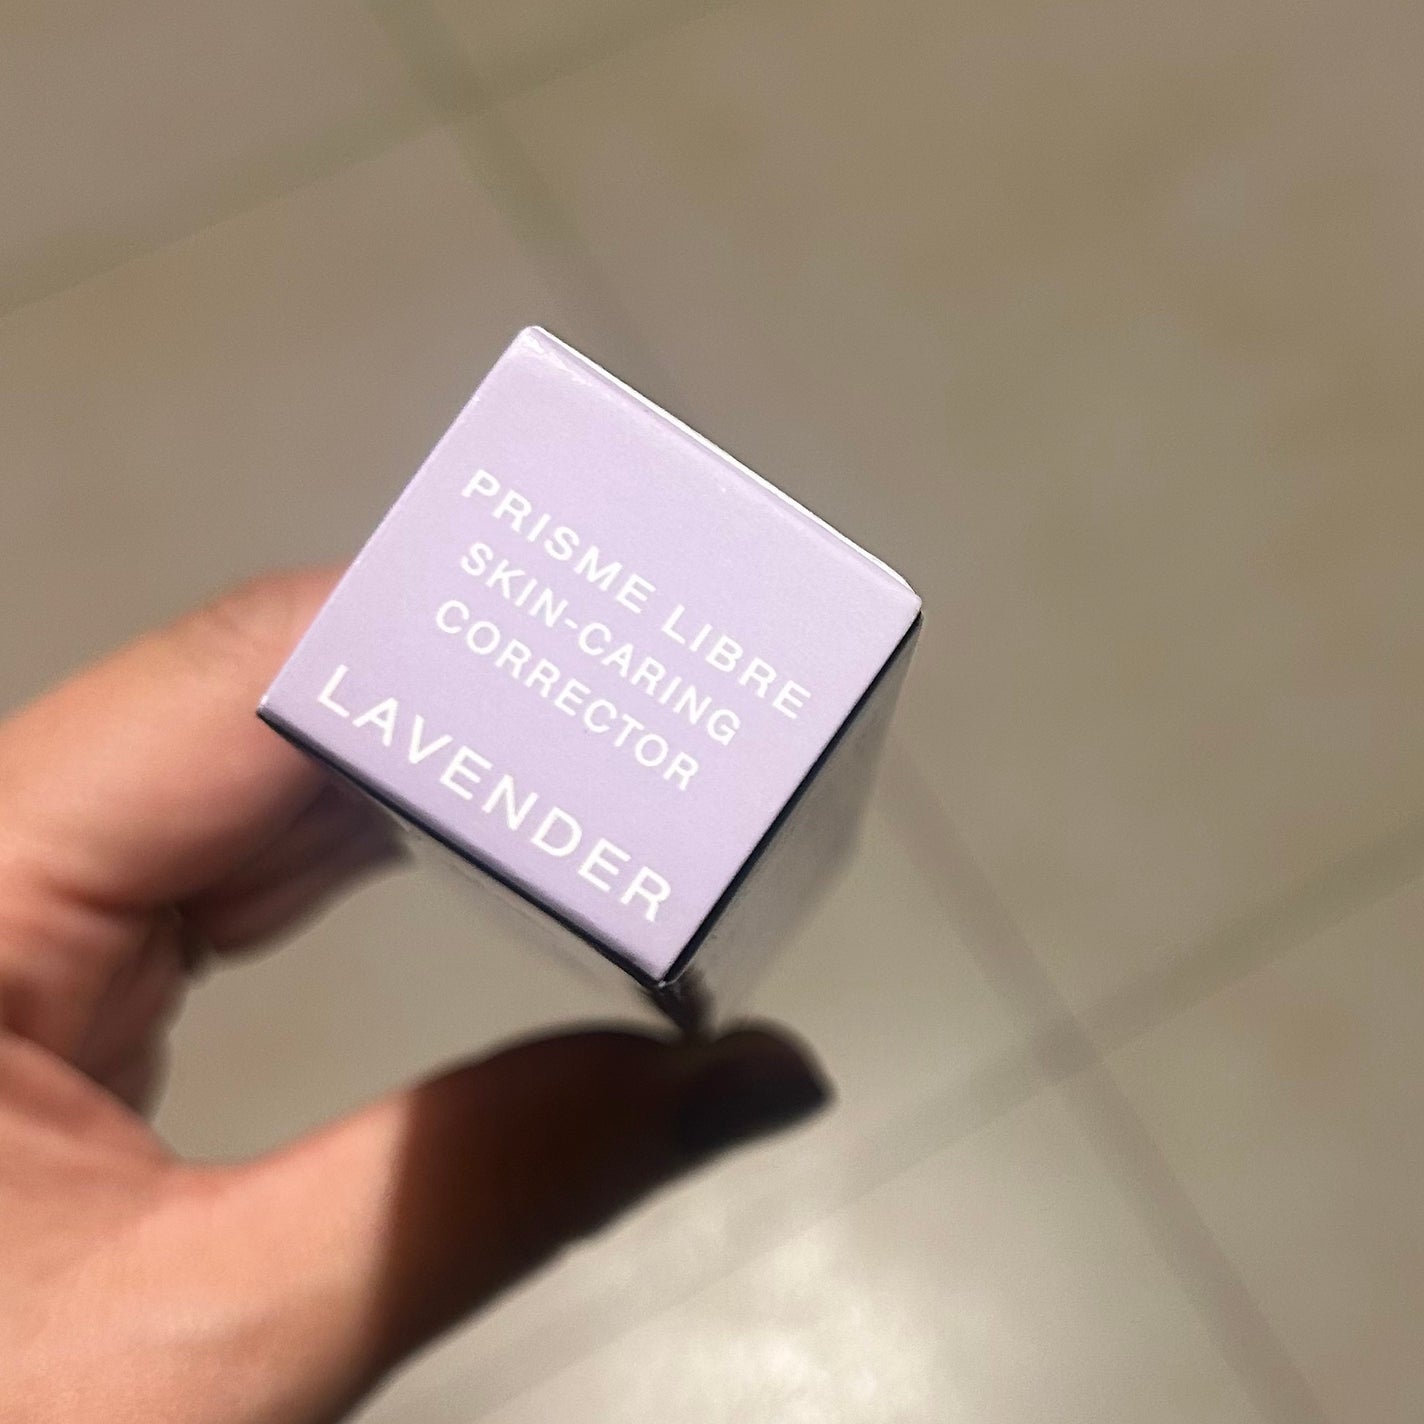 PRISME LIBRE
SKIN-CARING
CORRECTOR
LAVENDER